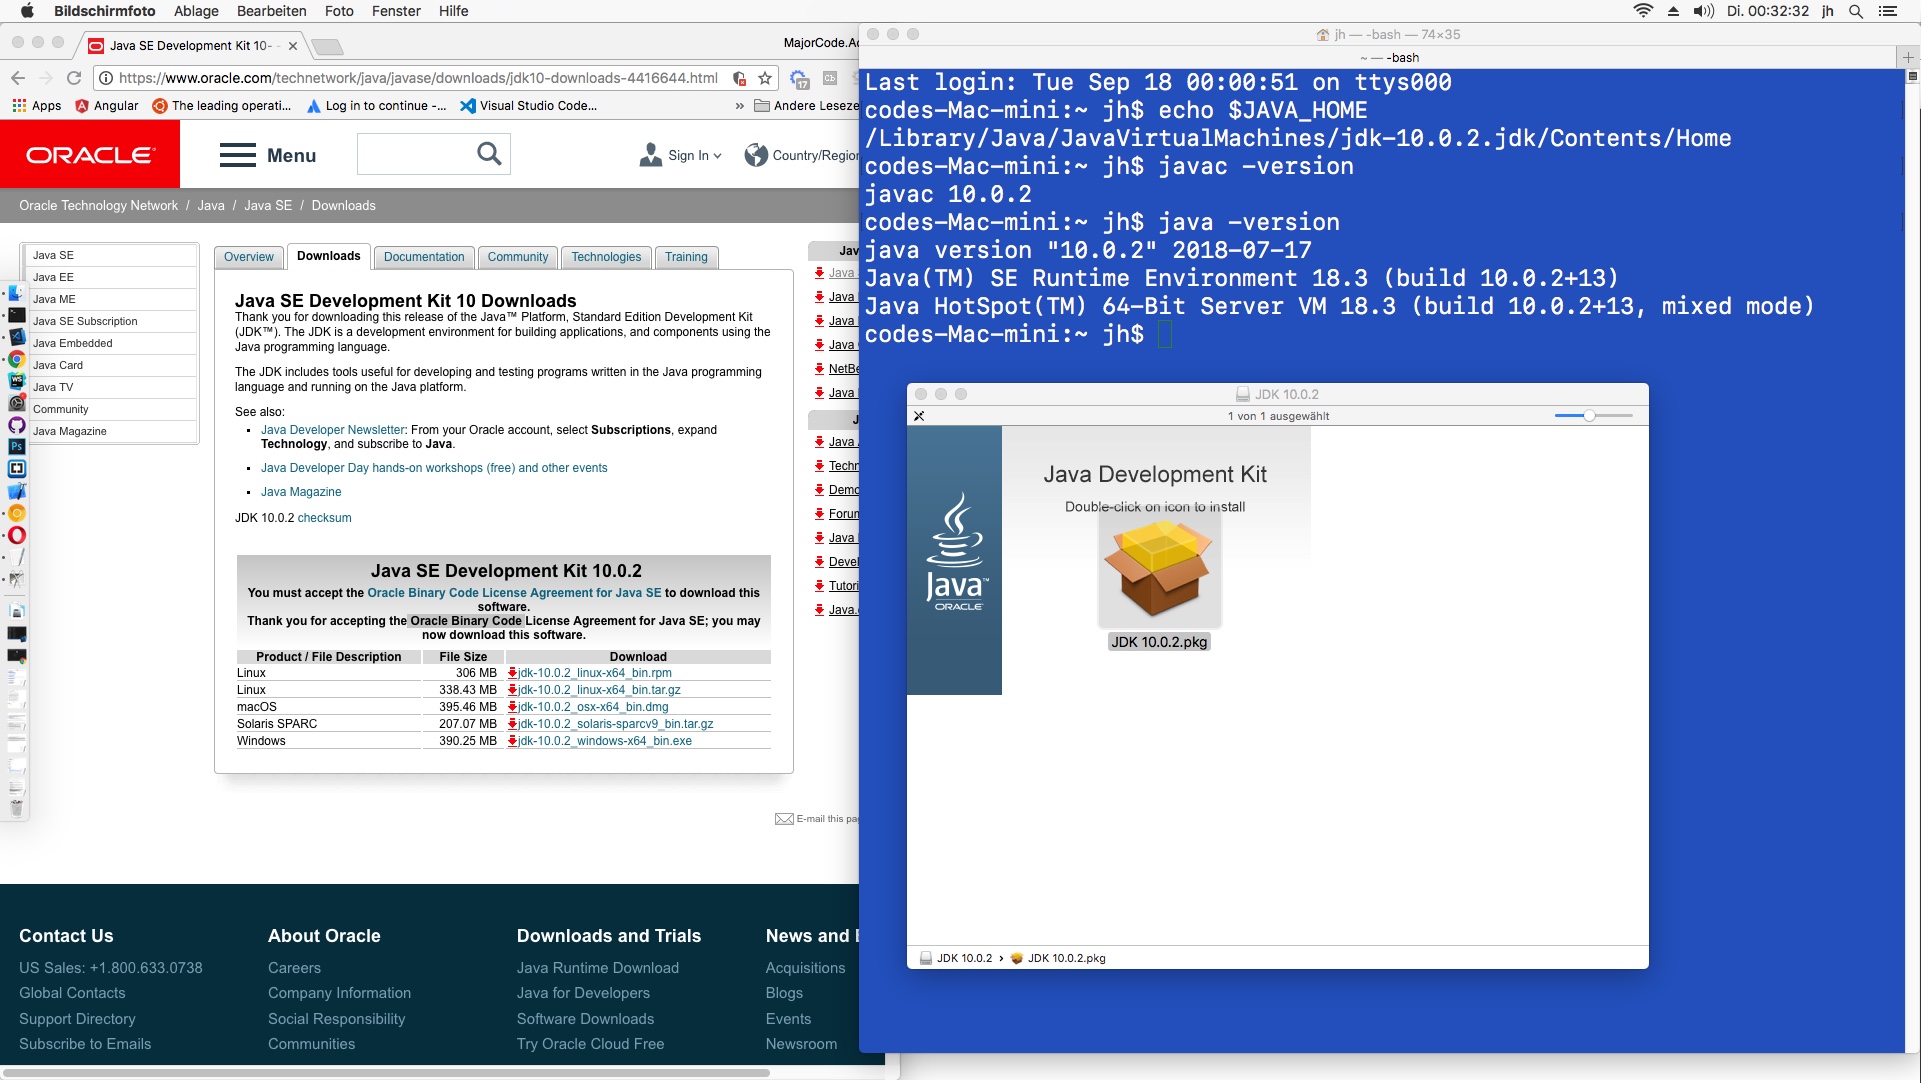 Bildschirmfoto Ablage Bearbeiten Foto Fenster Hilfe
Di. 00:32:32 jh
Java SE Development Kit 10-
https://www.oracle.com/technetwork/java/javase/downloads/jdk10-downloads-4416644.html
17
Apps Angular The leading operati... Log in to continue -... Visual Studio Code... » Andere Leseze
ORACLE
Menu
Sign In
Oracle Technology Network / Java / Java SE / Downloads
Java SE
Java EE
Java ME
Java SE Subscription
Java Embedded
Java Card
Java TV
Community
Java Magazine
Overview Downloads Documentation Community Technologies Training
Java SE Development Kit 10 Downloads
Thank you for downloading this release of the Java™ Platform, Standard Edition Development Kit
(JDK™). The JDK is a development environment for building applications, and components using the
Java programming language.
The JDK includes tools useful for developing and testing programs written in the Java programming
language and running on the Java platform.
See also:
Java Developer Newsletter: From your Oracle account, select Subscriptions, expand
Technology, and subscribe to Java.
Java Developer Day hands-on workshops (free) and other events
Java Magazine
JDK 10.0.2 checksum
Java SE Development Kit 10.0.2
You must accept the Oracle Binary Code License Agreement for Java SE to download this
software.
Thank you for accepting the Oracle Binary Code License Agreement for Java SE; you may
now download this software.
Product / File Description File Size Download
Linux 306 MB jdk-10.0.2_linux-x64_bin.rpm
Linux 338.43 MB jdk-10.0.2_linux-x64_bin.tar.gz
macOS 395.46 MB jdk-10.0.2_osx-x64_bin.dmg
Solaris SPARC 207.07 MB jdk-10.0.2_solaris-sparcv9_bin.tar.gz
Windows 390.25 MB jdk-10.0.2_windows-x64_bin.exe
Java
Java
Java
Java
Java
E-mail this
Contact Us
US Sales: +1.800.633.0738
Global Contacts
Support Directory
Subscribe to Emails
About Oracle
Careers
Company Information
Social Responsibility
Communities
Downloads and Trials
Java Runtime Download
Java for Developers
Software Downloads
Try Oracle Cloud Free
News and
Acquisitions
Blogs
Events
Newsroom
jh — -bash — 74×35
~ — -bash
Last login: Tue Sep 18 00:00:51 on ttys000
codes-Mac-mini:~ jh$ echo $JAVA_HOME
/Library/Java/JavaVirtualMachines/jdk-10.0.2.jdk/Contents/Home
codes-Mac-mini:~ jh$ javac -version
javac 10.0.2
codes-Mac-mini:~ jh$ java -version
java version "10.0.2" 2018-07-17
Java(TM) SE Runtime Environment 18.3 (build 10.0.2+13)
Java HotSpot(TM) 64-Bit Server VM 18.3 (build 10.0.2+13, mixed mode)
codes-Mac-mini:~ jh$
JDK 10.0.2
1 von 1 ausgewählt
Java Development Kit
Double-click on icon to install
Java™
ORACLE
JDK 10.0.2.pkg
JDK 10.0.2 › JDK 10.0.2.pkg